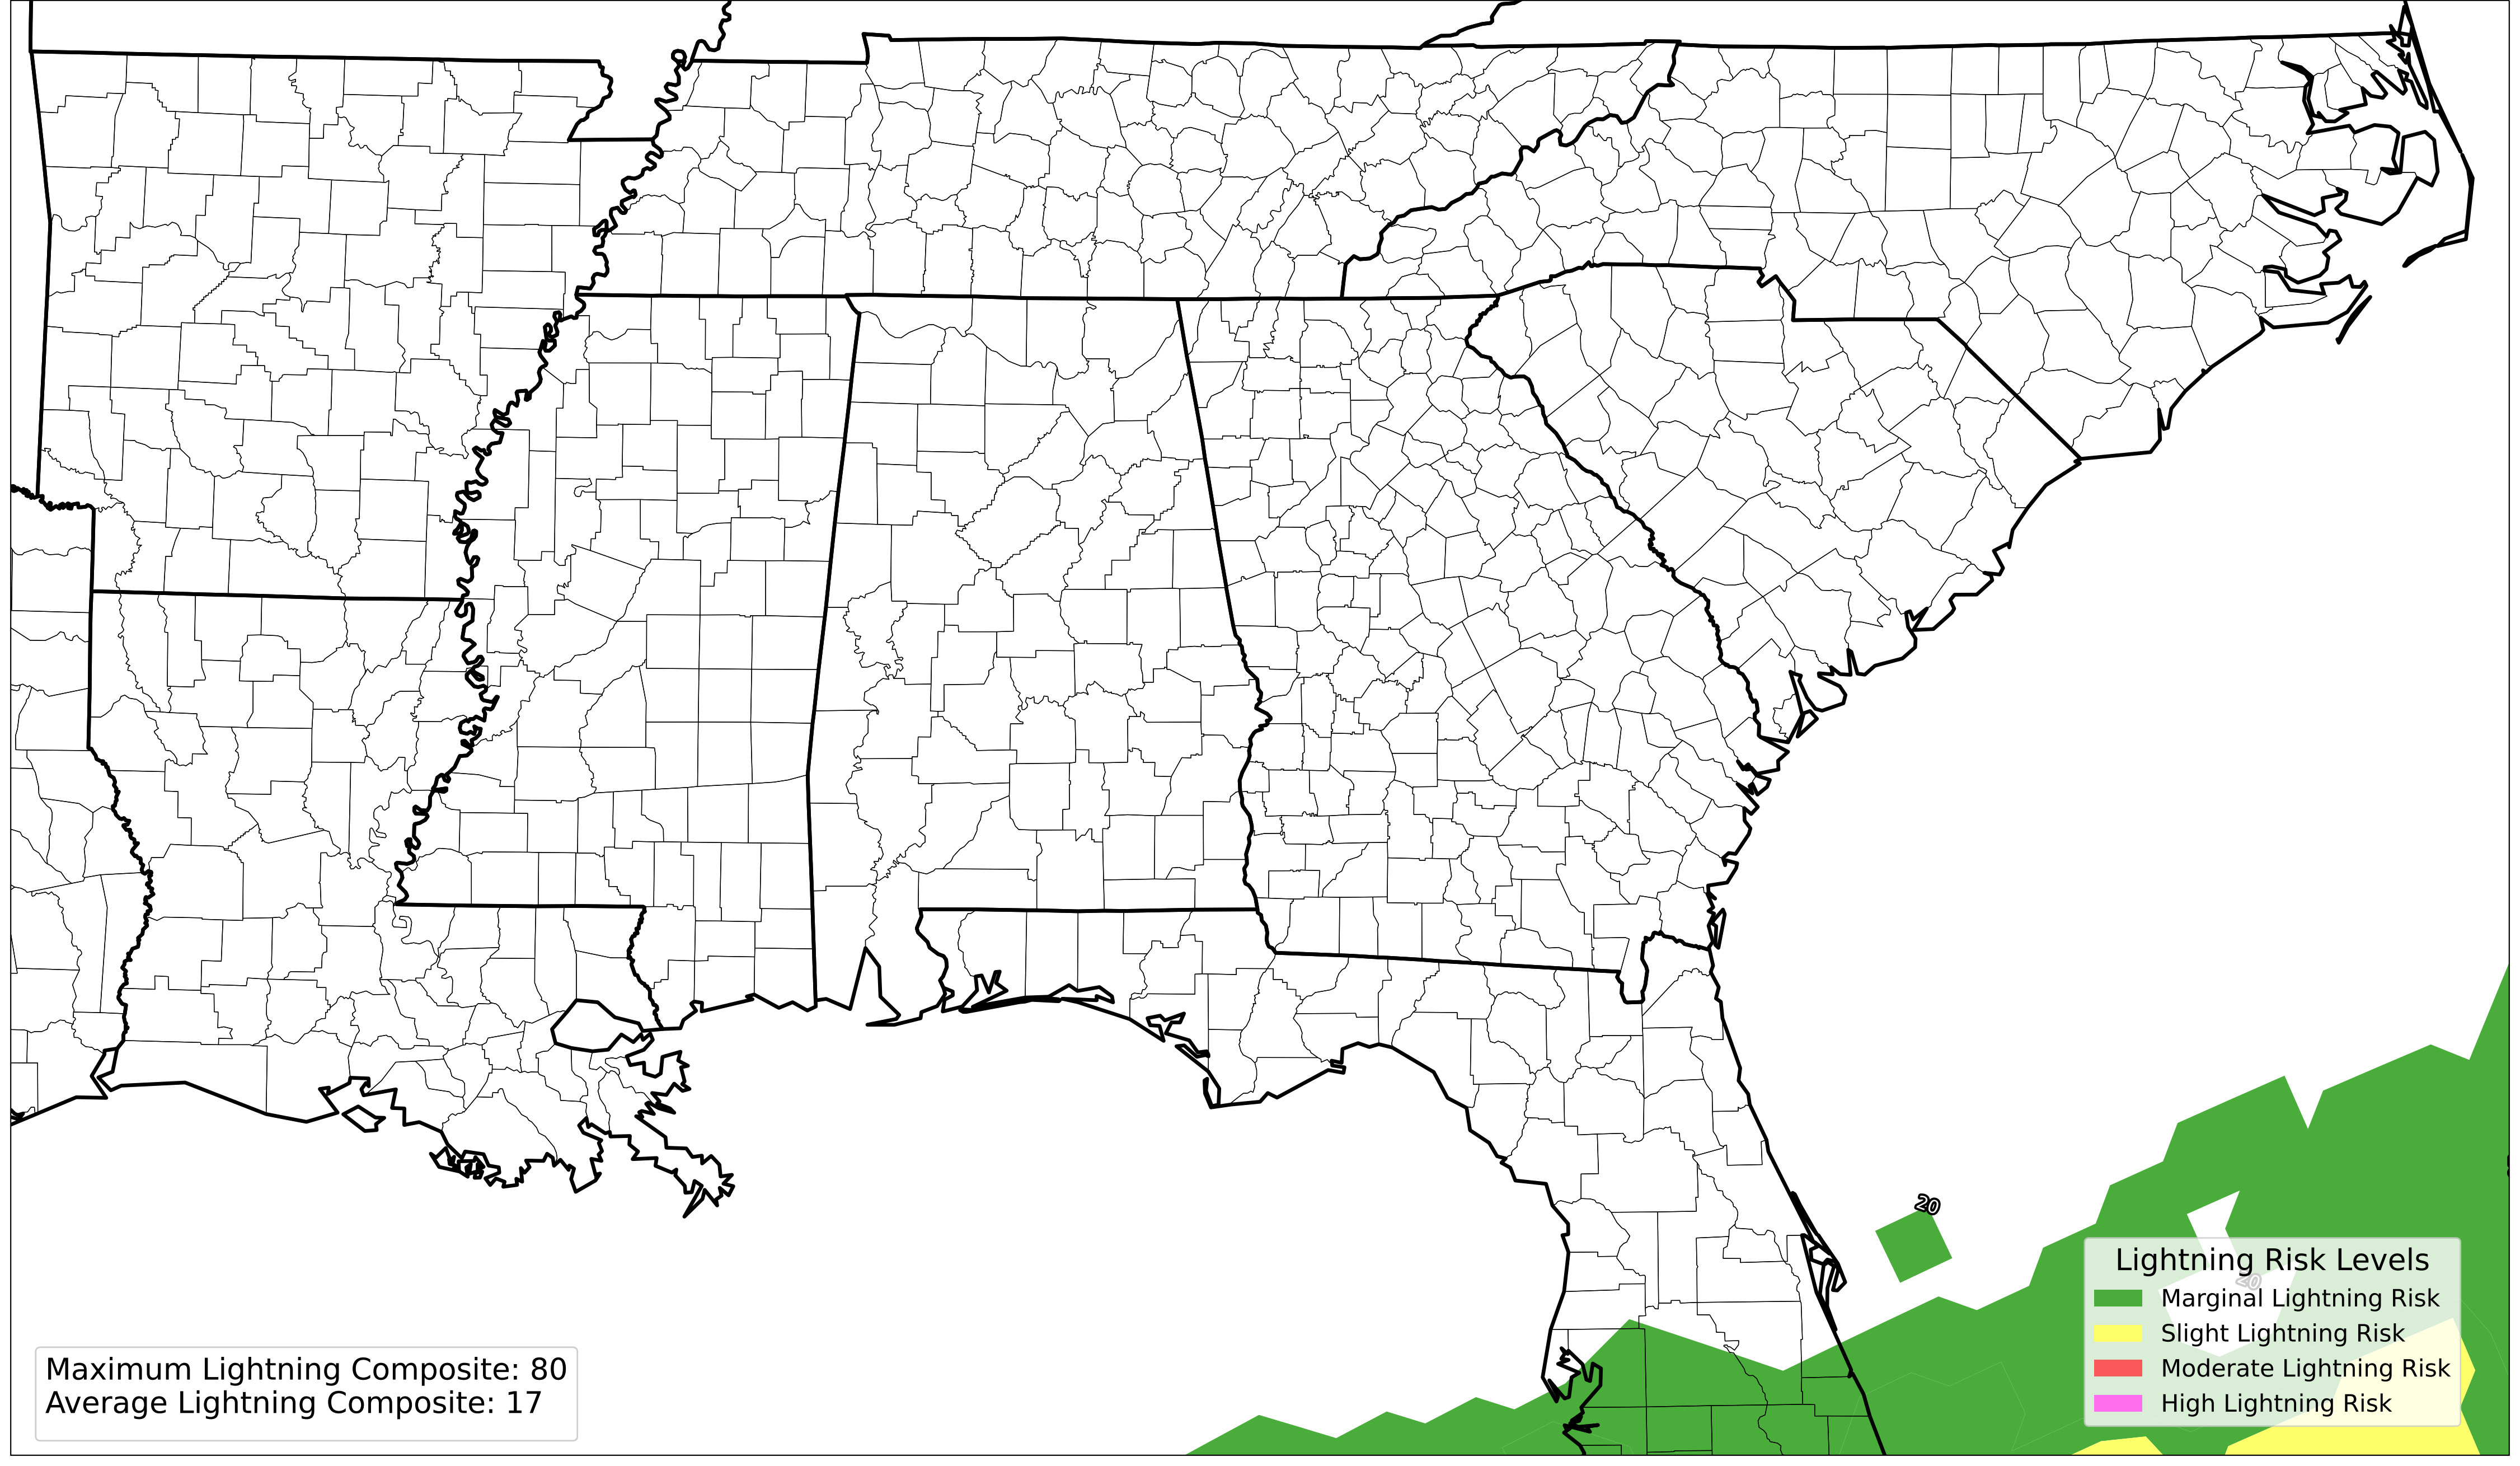 20
Lightning Risk Levels
20
Marginal Lightning Risk
Slight Lightning Risk
Moderate Lightning Risk
High Lightning Risk
Maximum Lightning Composite: 80
Average Lightning Composite: 17